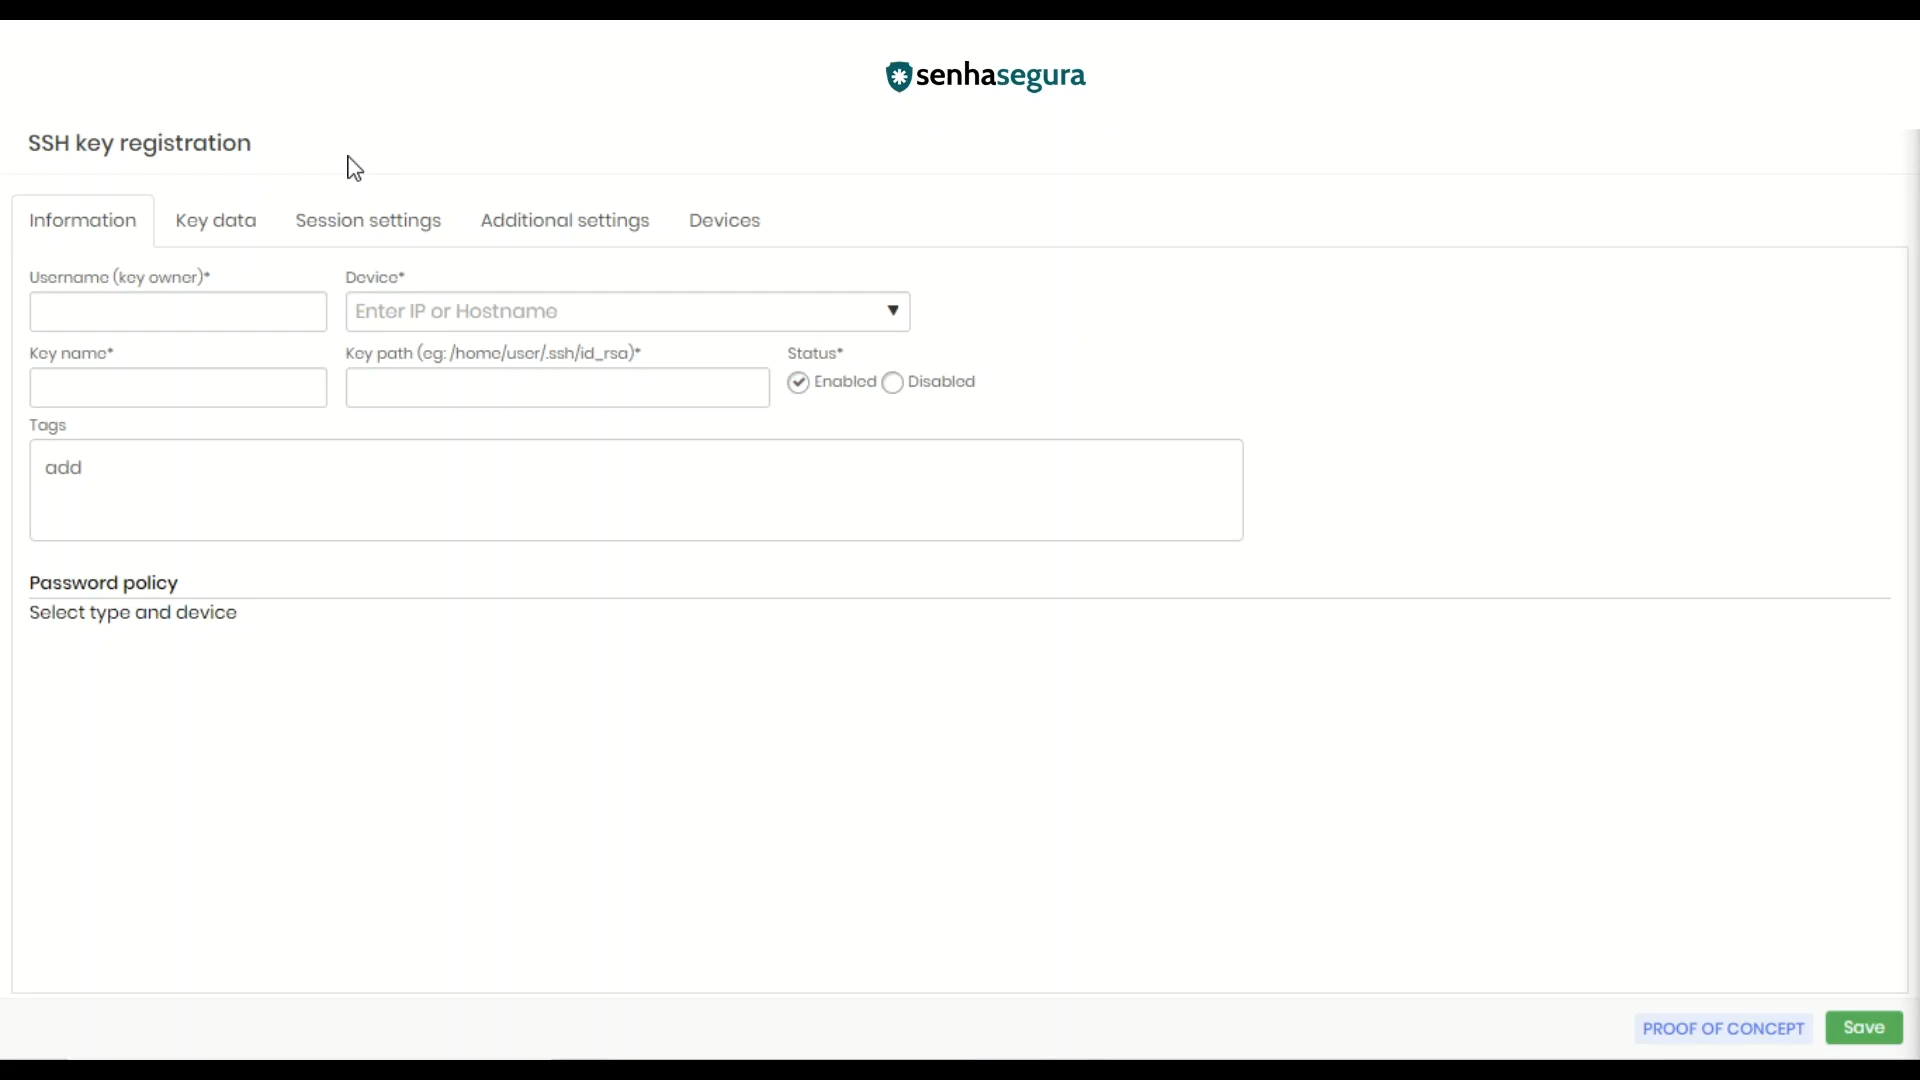 senhasegura
SSH key registration
Information Key data Session settings Additional settings Devices
Username (key owner)* Device*
Enter IP or Hostname
Key name* Key path (eg: /home/user/.ssh/id_rsa)* Status*
Enabled Disabled
Tags
add
Password policy
Select type and device
PROOF OF CONCEPT Save